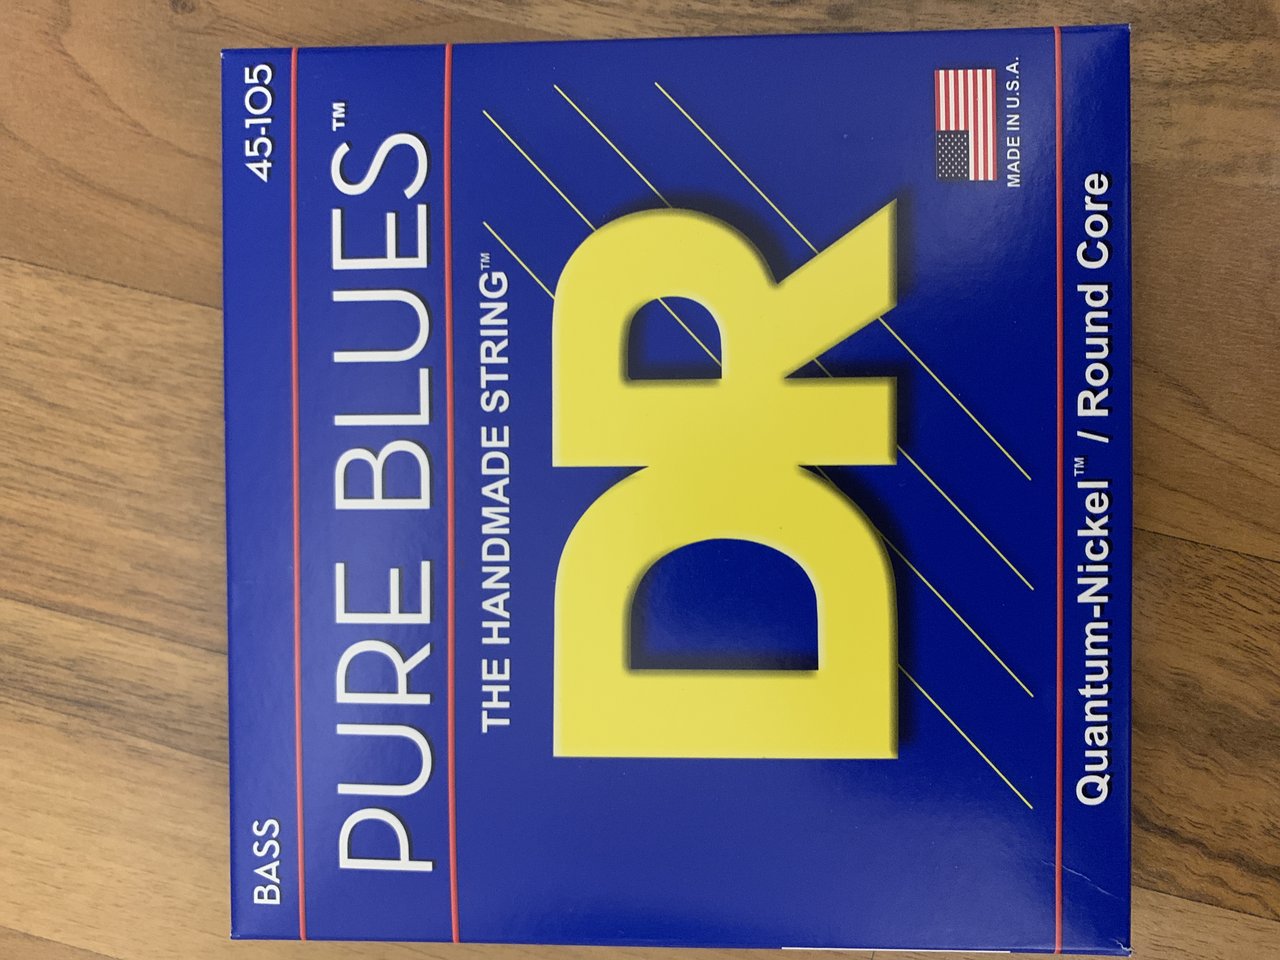 BASS 45-105
PURE BLUES™
THE HANDMADE STRING™
DR
MADE IN U.S.A.
Quantum-Nickel™ / Round Core